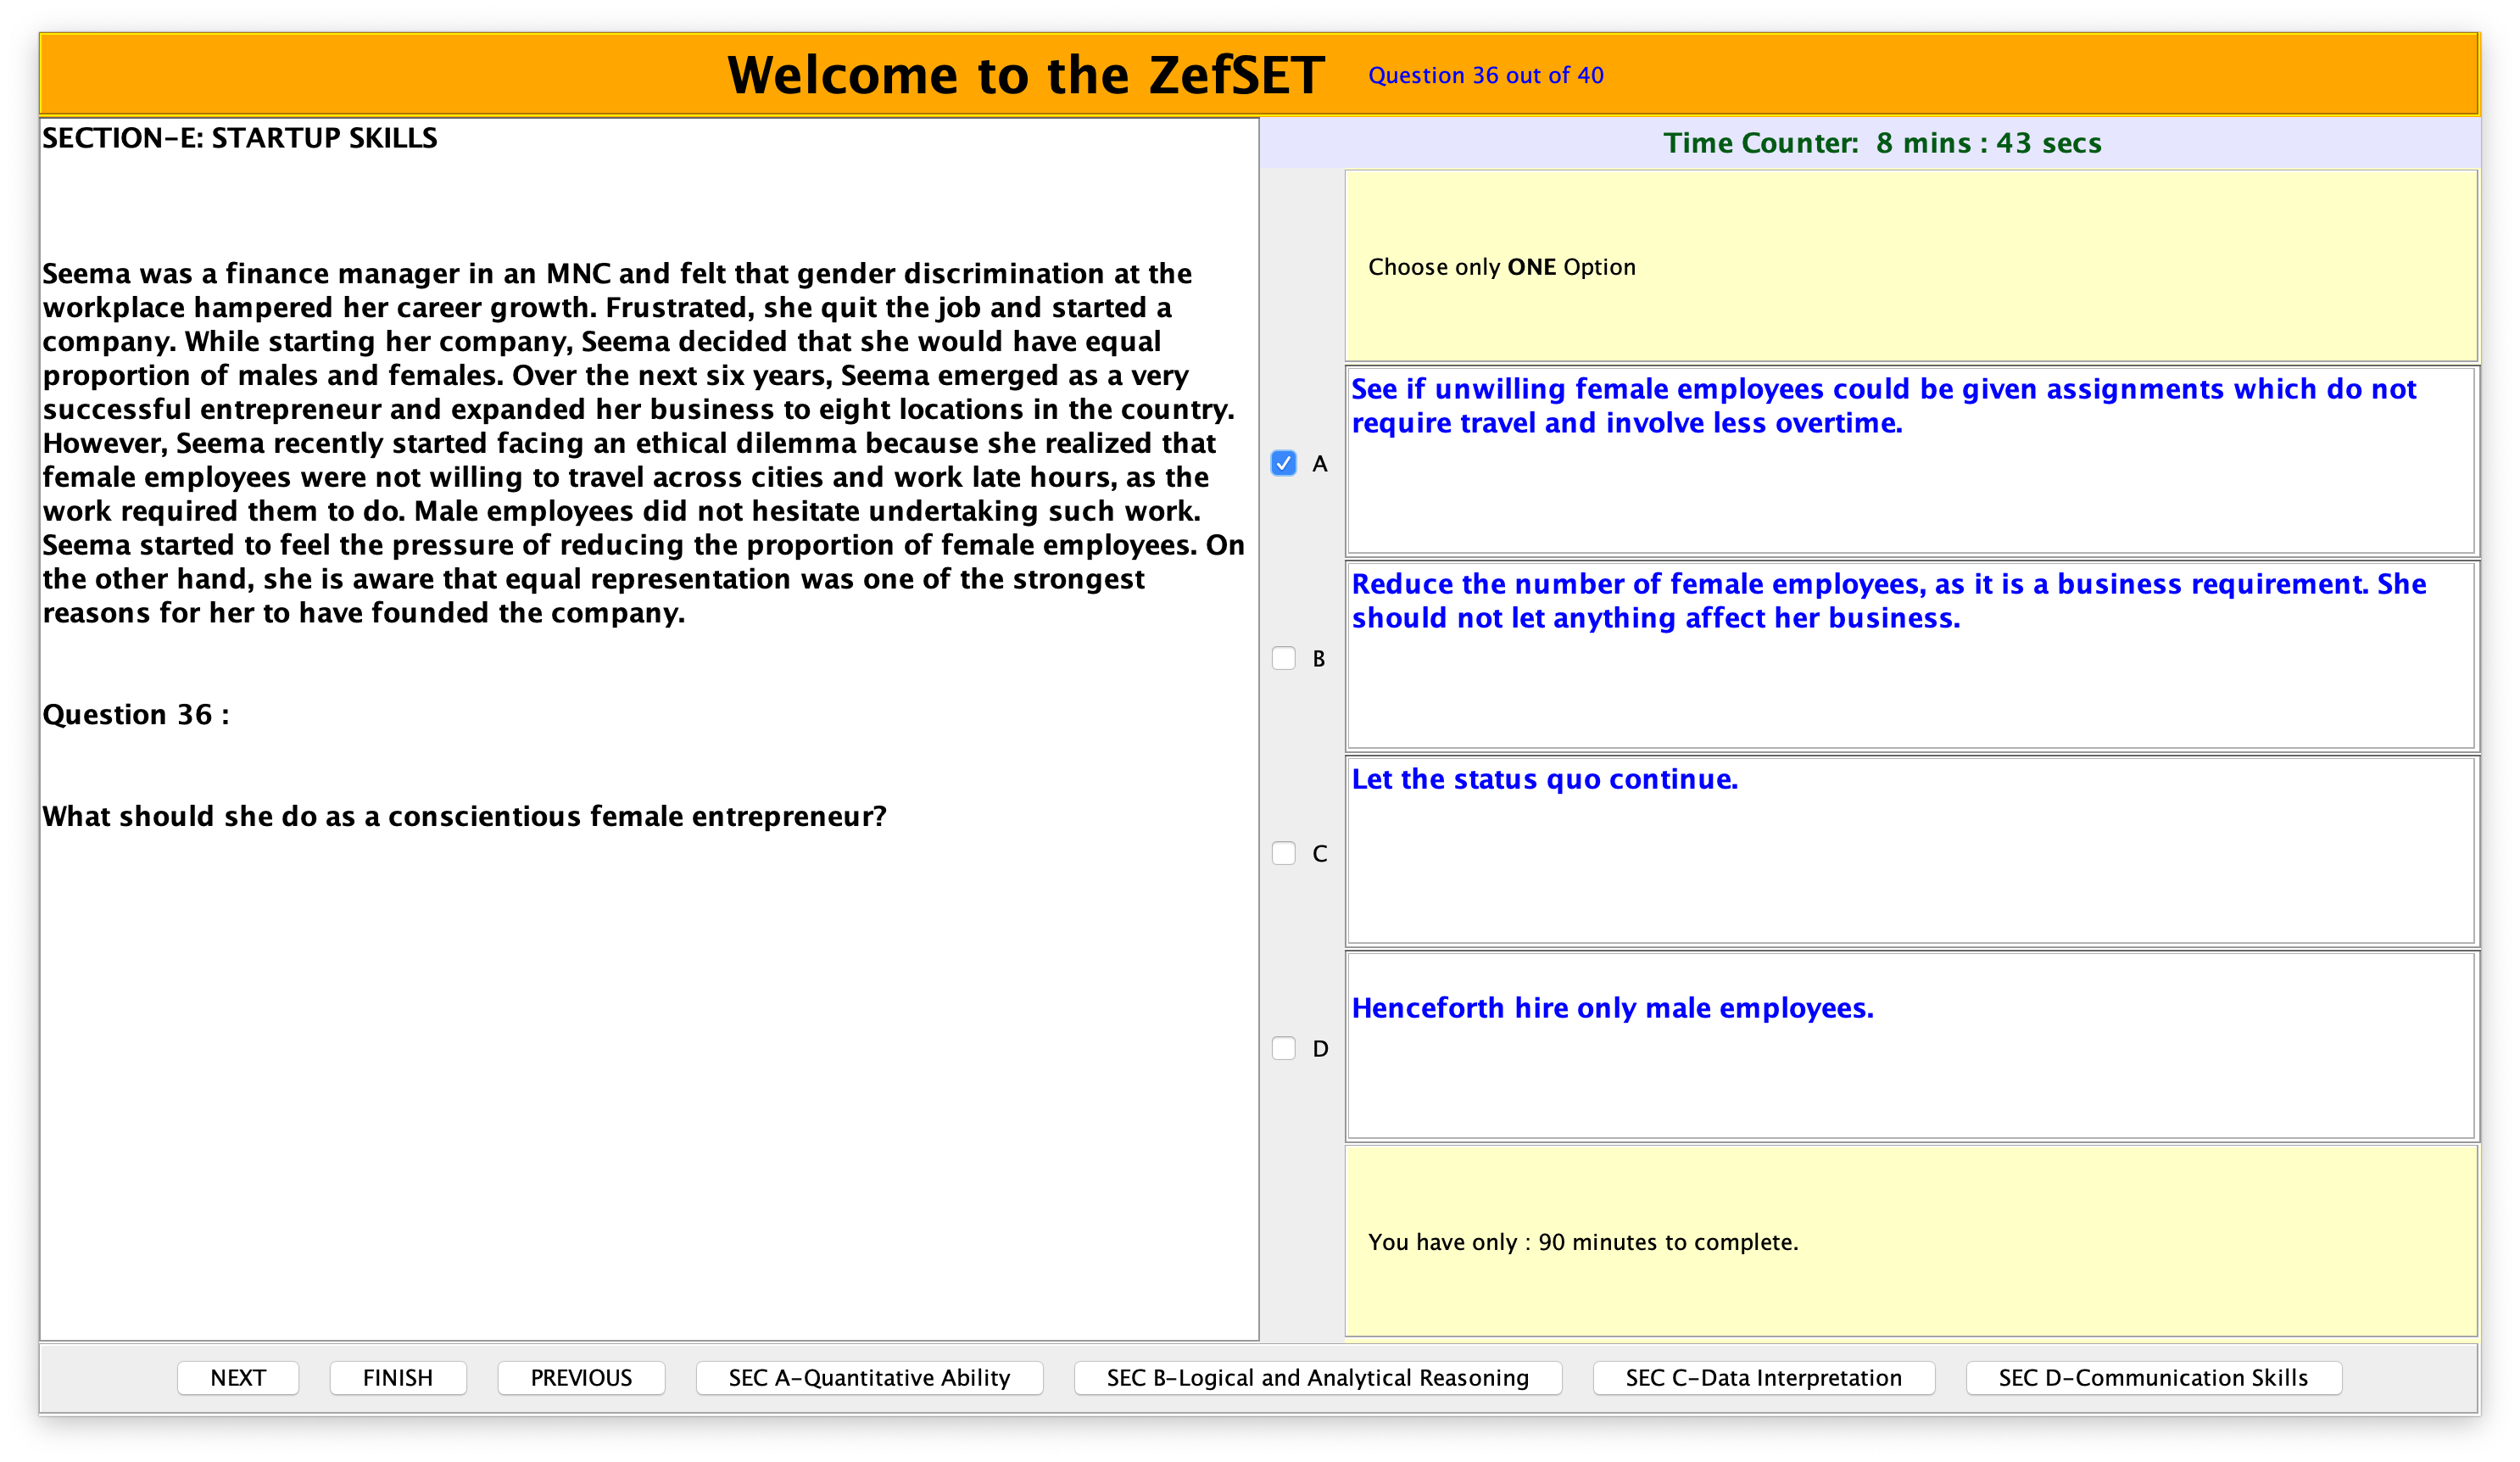 Welcome to the ZefSET
Question 36 out of 40
SECTION-E: STARTUP SKILLS
Time Counter: 8 mins : 43 secs
Seema was a finance manager in an MNC and felt that gender discrimination at the
workplace hampered her career growth. Frustrated, she quit the job and started a
company. While starting her company, Seema decided that she would have equal
proportion of males and females. Over the next six years, Seema emerged as a very
successful entrepreneur and expanded her business to eight locations in the country.
However, Seema recently started facing an ethical dilemma because she realized that
female employees were not willing to travel across cities and work late hours, as the
work required them to do. Male employees did not hesitate undertaking such work.
Seema started to feel the pressure of reducing the proportion of female employees. On
the other hand, she is aware that equal representation was one of the strongest
reasons for her to have founded the company.
Question 36 :
What should she do as a conscientious female entrepreneur?
Choose only ONE Option
A
See if unwilling female employees could be given assignments which do not
require travel and involve less overtime.
B
Reduce the number of female employees, as it is a business requirement. She
should not let anything affect her business.
C
Let the status quo continue.
D
Henceforth hire only male employees.
You have only : 90 minutes to complete.
NEXT
FINISH
PREVIOUS
SEC A-Quantitative Ability
SEC B-Logical and Analytical Reasoning
SEC C-Data Interpretation
SEC D-Communication Skills